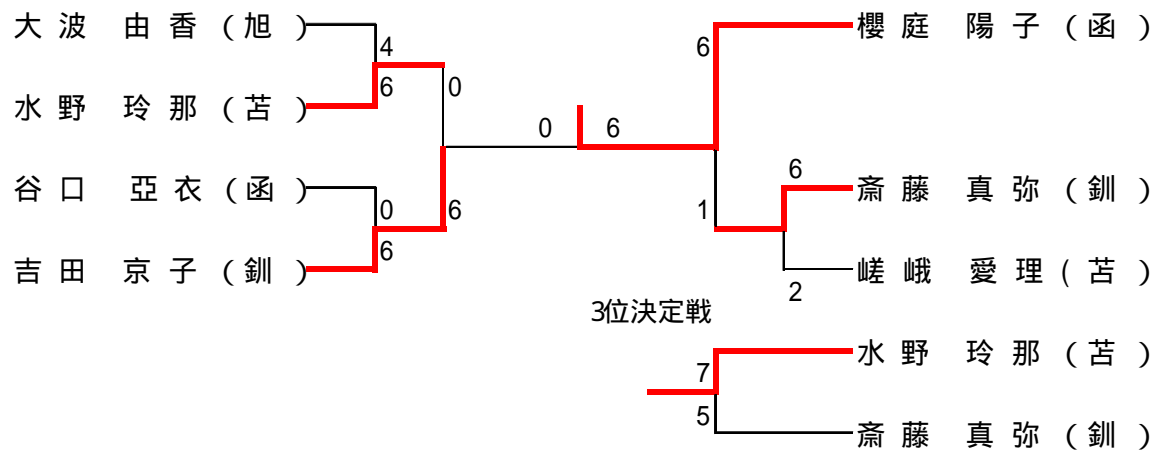 大波 由香 (旭)
4
6
水野 玲那 (苫)
0
谷口 亞衣 (函)
0
6
6
吉田 京子 (釧)
0 6
櫻庭 陽子 (函)
6
6
斎藤 真弥 (釧)
1
嵯峨 愛理 (苫)
2
3位決定戦
水野 玲那 (苫)
7
5
斎藤 真弥 (釧)